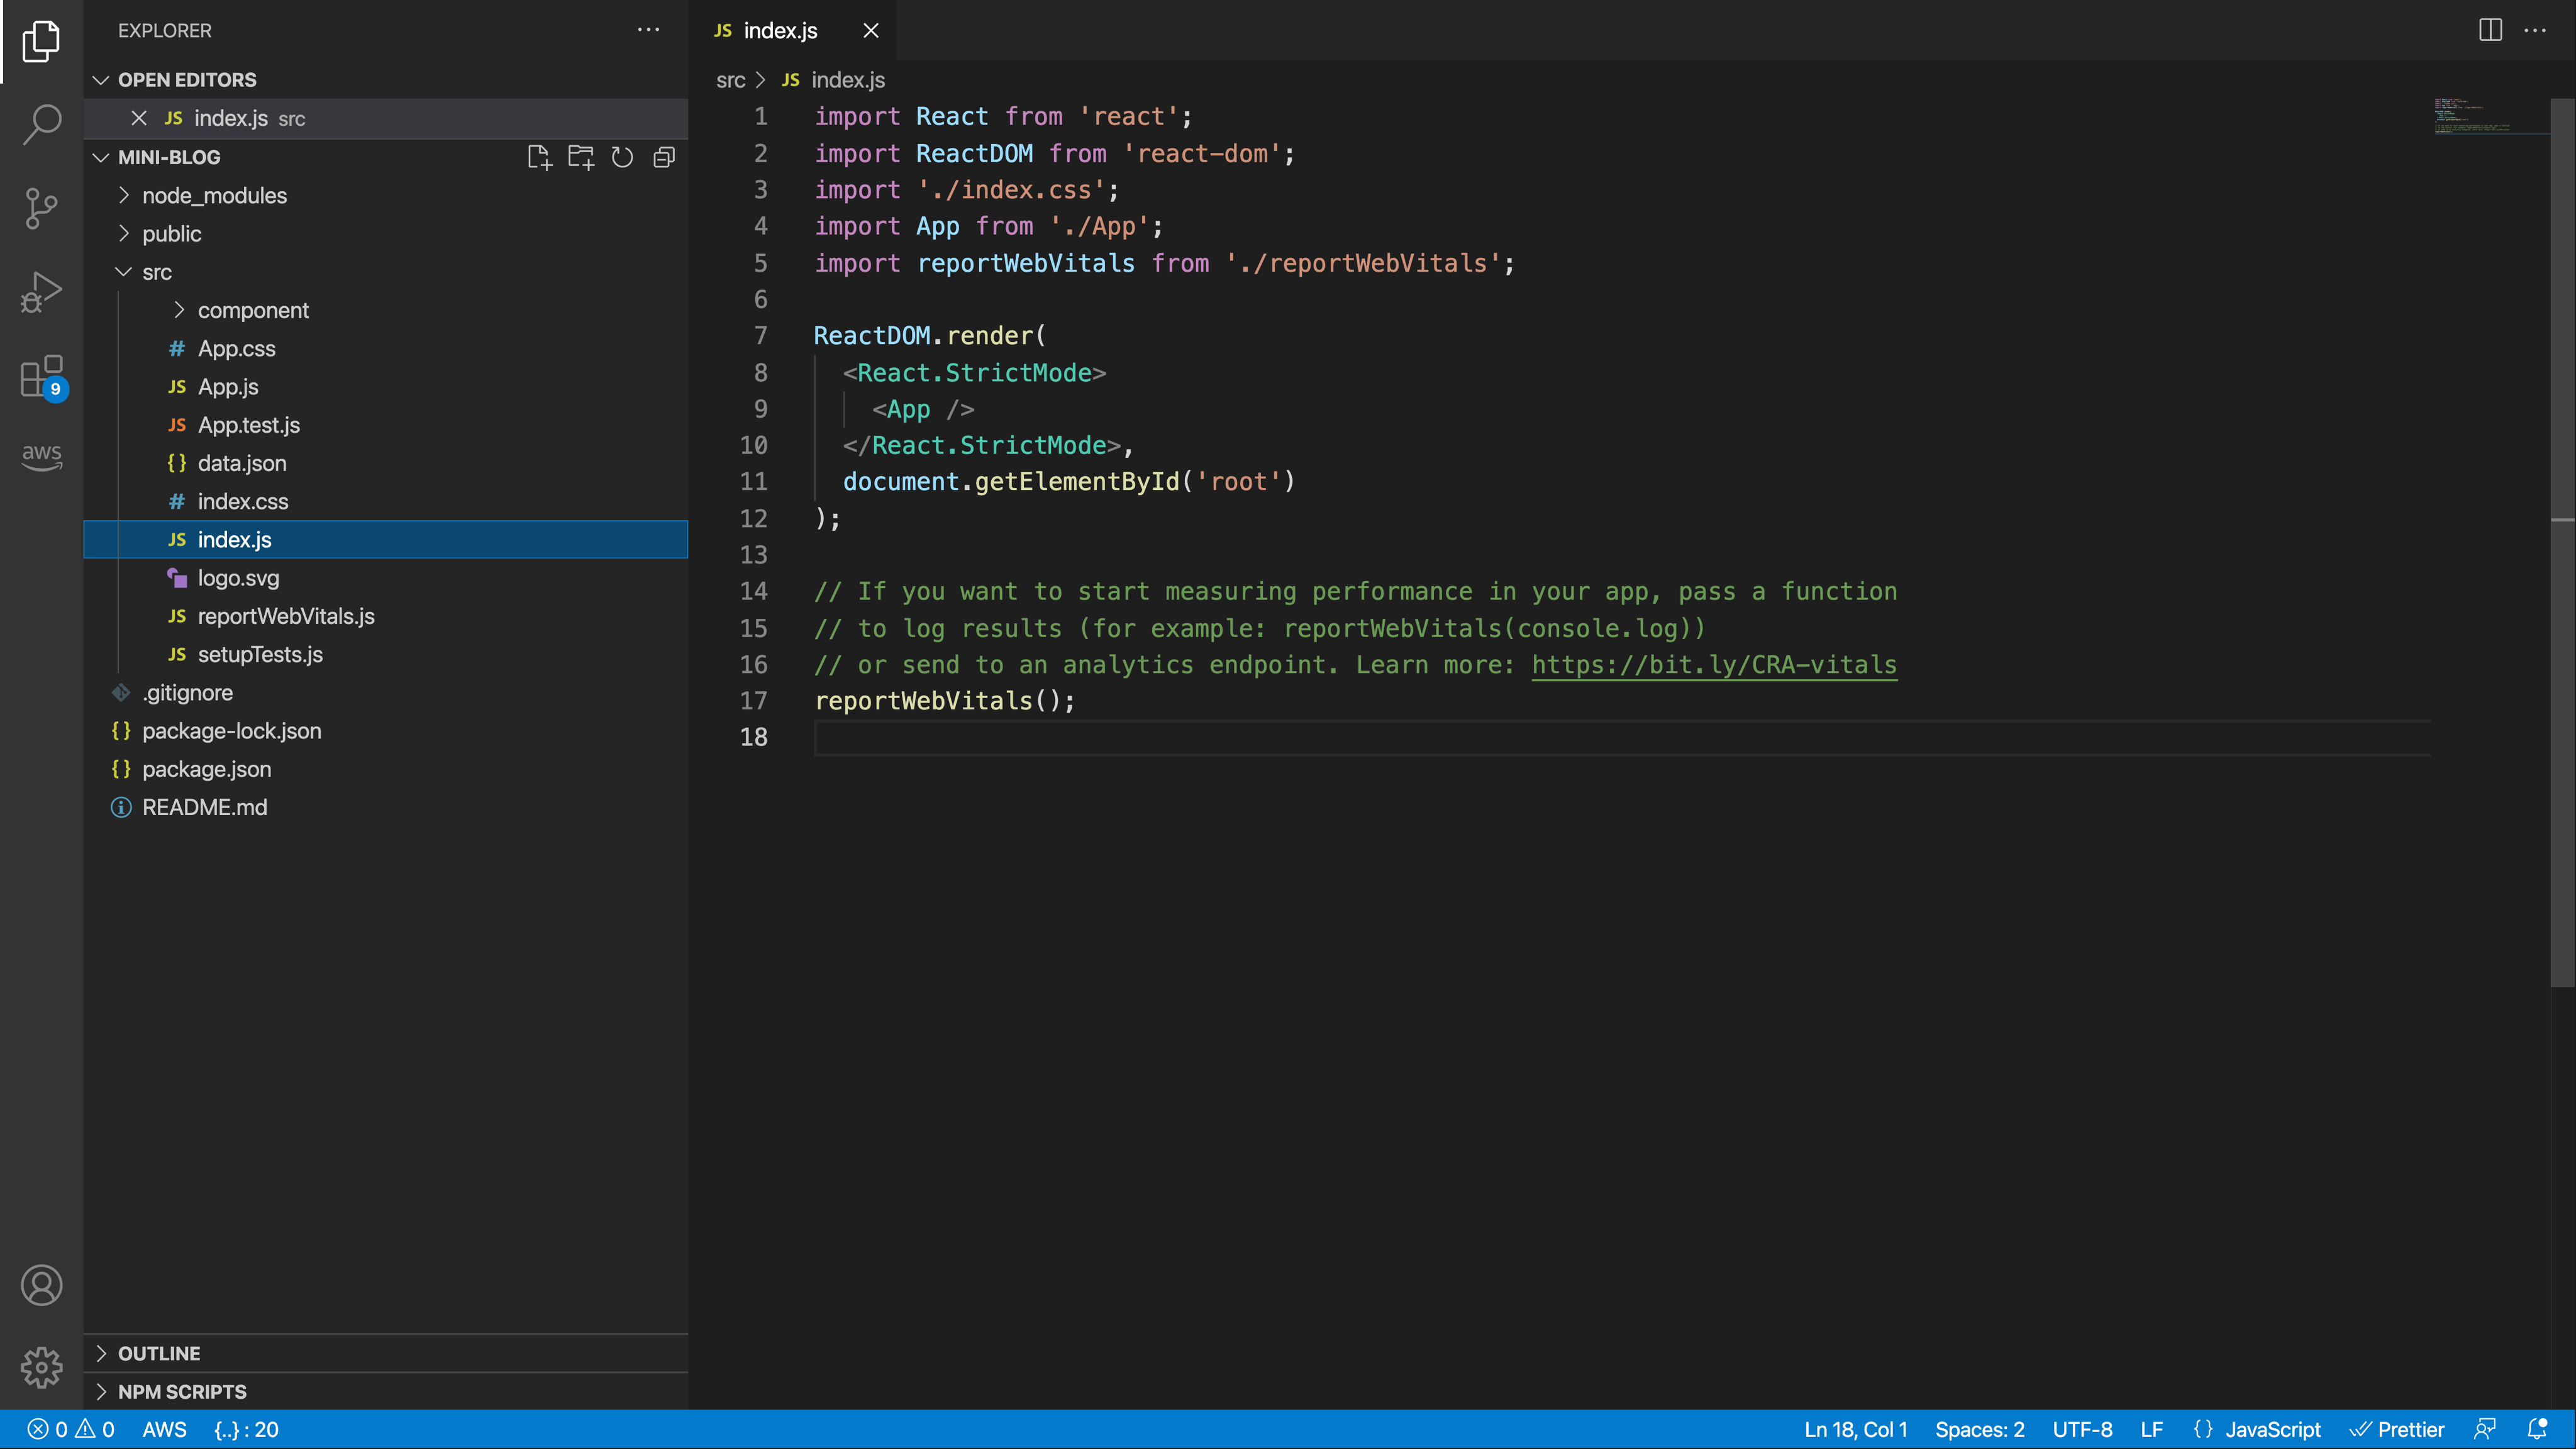 EXPLORER
OPEN EDITORS
JS index.js src
MINI-BLOG
node_modules
public
src
component
# App.css
JS App.js
JS App.test.js
{} data.json
# index.css
JS index.js
logo.svg
JS reportWebVitals.js
JS setupTests.js
.gitignore
{} package-lock.json
{} package.json
README.md
OUTLINE
NPM SCRIPTS
9
aws
JS index.js
src > JS index.js
1 import React from 'react';
2 import ReactDOM from 'react-dom';
3 import './index.css';
4 import App from './App';
5 import reportWebVitals from './reportWebVitals';
6
7 ReactDOM.render(
8 <React.StrictMode>
9 <App />
10 </React.StrictMode>,
11 document.getElementById('root')
12 );
13
14 // If you want to start measuring performance in your app, pass a function
15 // to log results (for example: reportWebVitals(console.log))
16 // or send to an analytics endpoint. Learn more: https://bit.ly/CRA-vitals
17 reportWebVitals();
18
0 0 AWS {..} : 20
Ln 18, Col 1 Spaces: 2 UTF-8 LF {} JavaScript Prettier